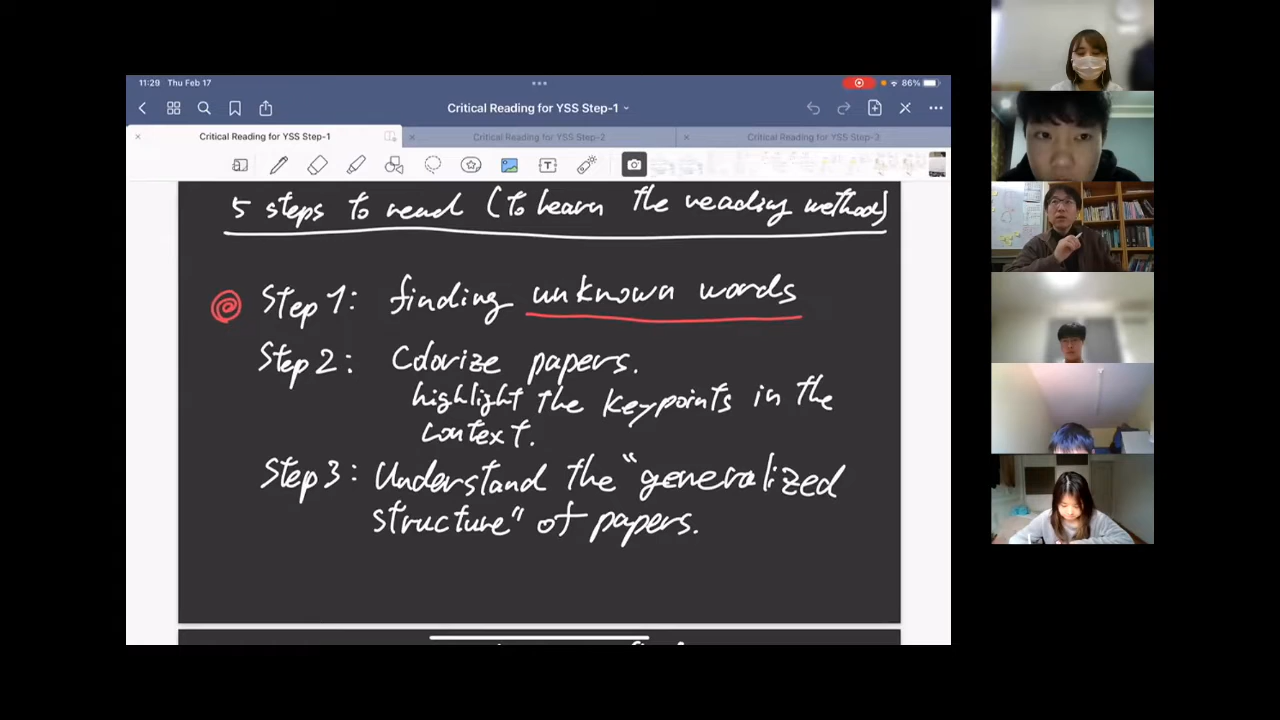 11:29 Thu Feb 17
86%
Critical Reading for YSS Step-1
Critical Reading for YSS Step-1
Critical Reading for YSS Step-2
Critical Reading for YSS Step-3
5 steps to read (to learn the reading method)
Step 1: finding unknown words
Step 2: Colorize papers.
highlight the keypoints in the
context.
Step 3: Understand the "generalized
structure" of papers.